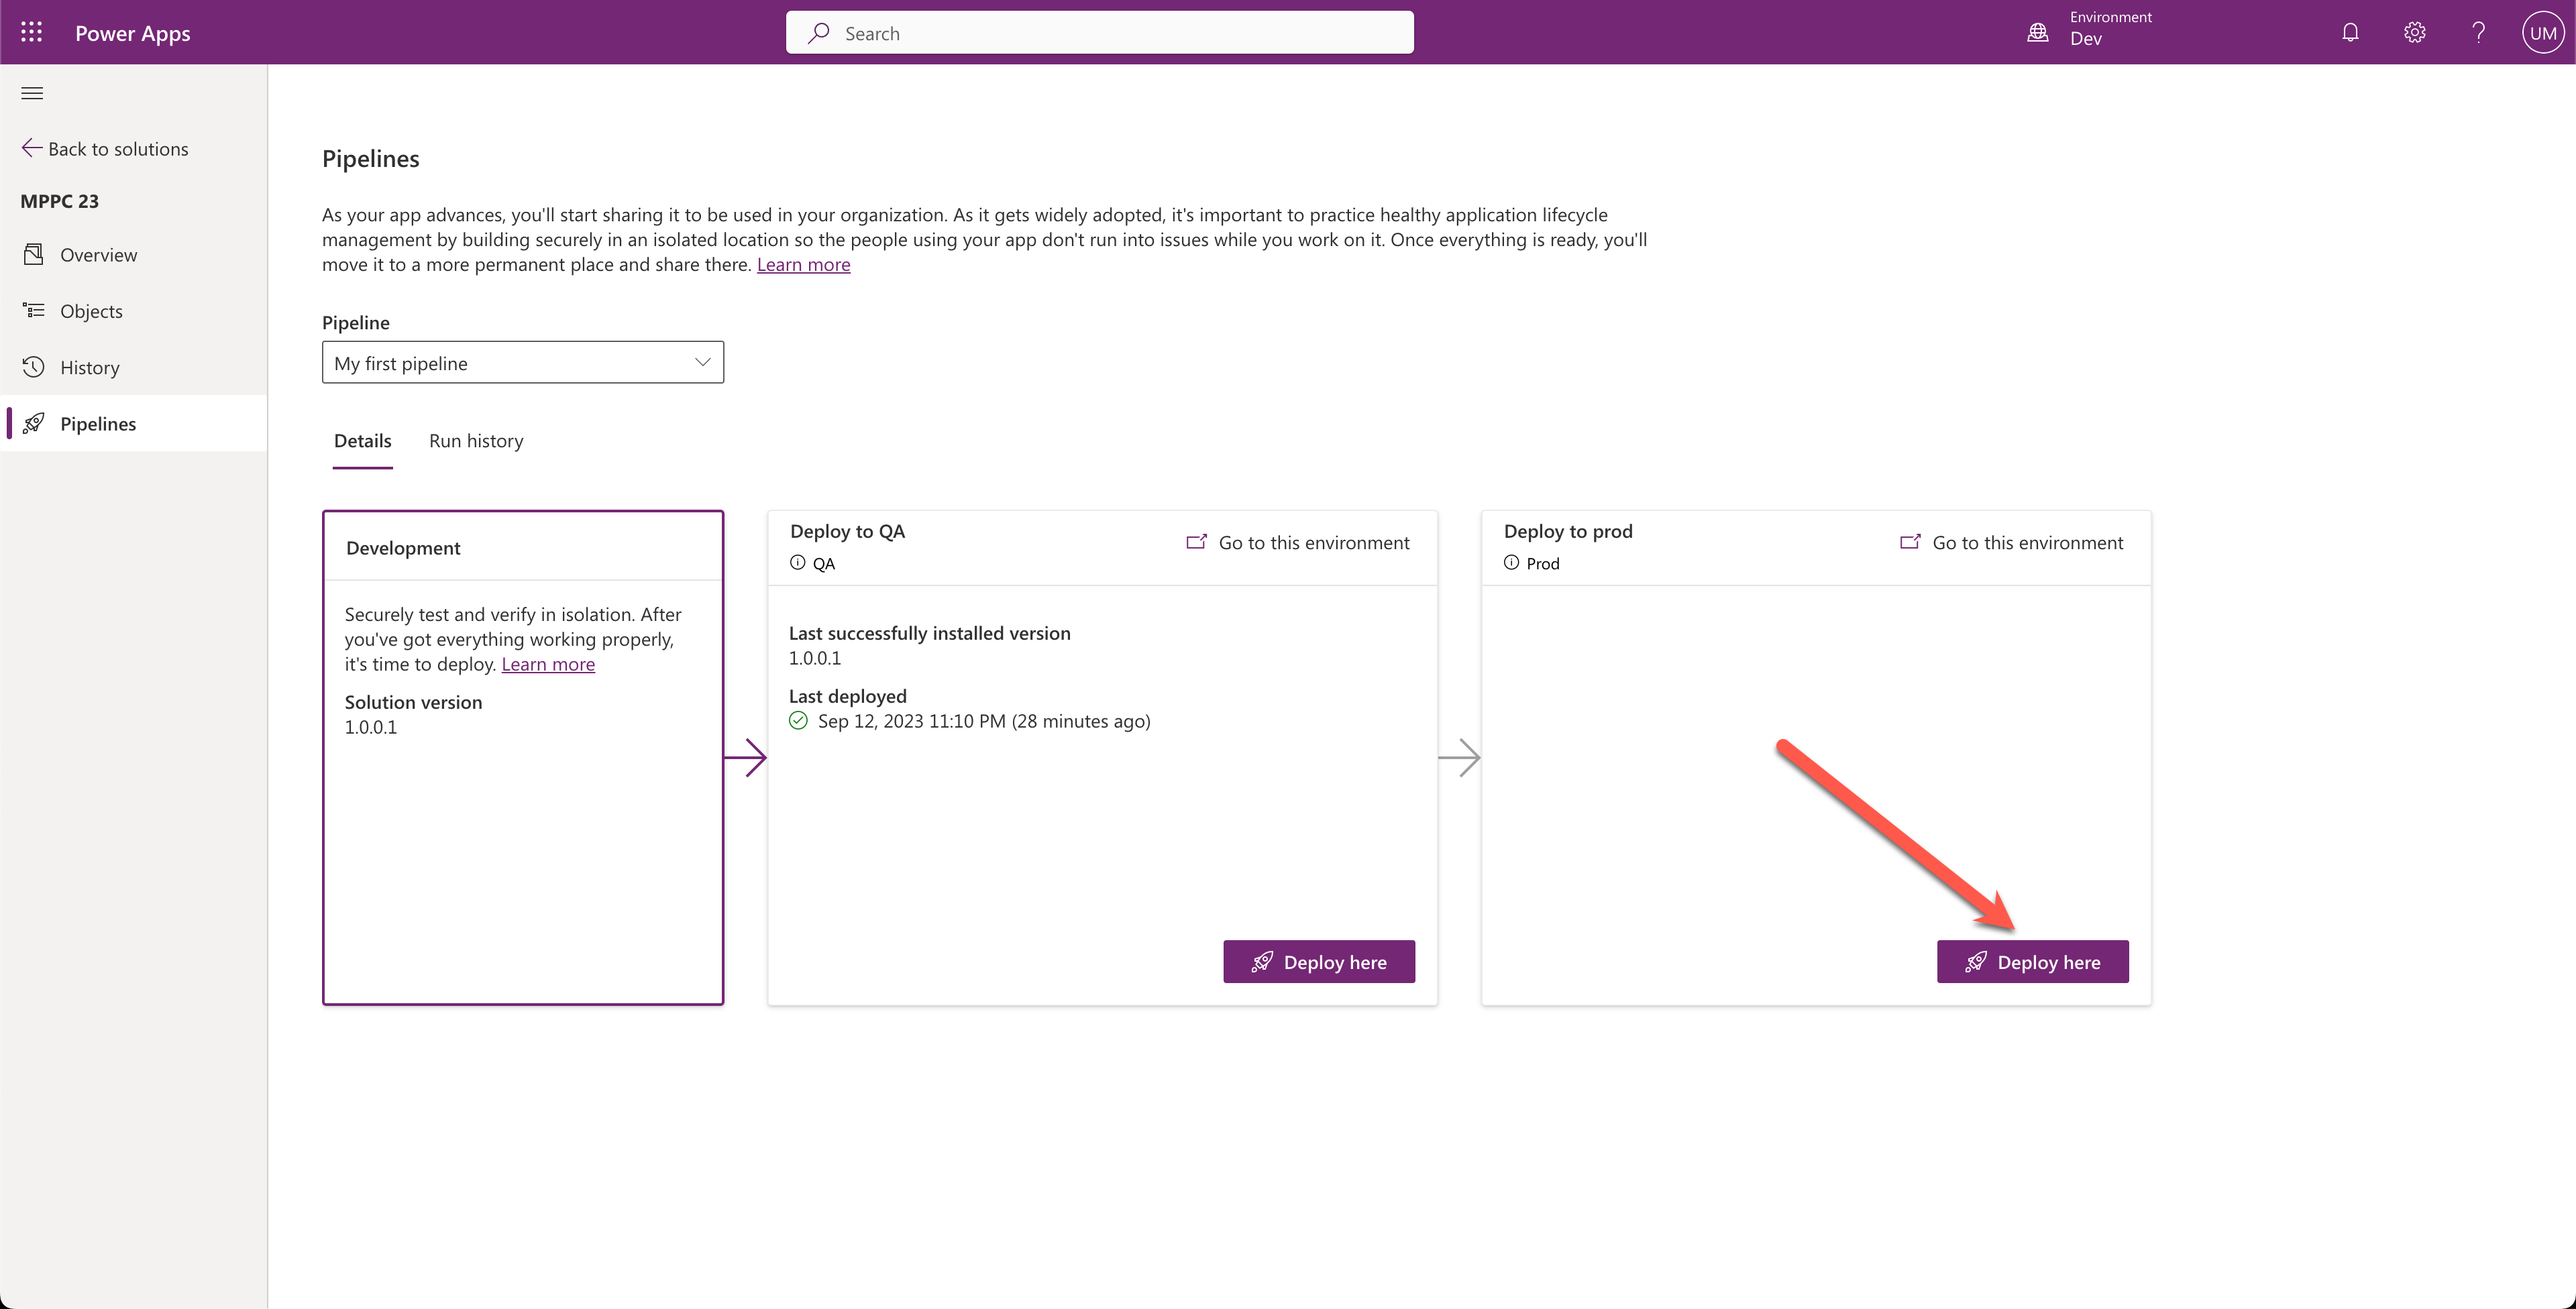 Power Apps
Search
Environment
Dev
UM
Back to solutions
MPPC 23
Overview
Objects
History
Pipelines
Pipelines
As your app advances, you'll start sharing it to be used in your organization. As it gets widely adopted, it's important to practice healthy application lifecycle
management by building securely in an isolated location so the people using your app don't run into issues while you work on it. Once everything is ready, you'll
move it to a more permanent place and share there. Learn more
Pipeline
My first pipeline
Details
Run history
Development
Securely test and verify in isolation. After
you've got everything working properly,
it's time to deploy. Learn more
Solution version
1.0.0.1
Deploy to QA
QA
Go to this environment
Last successfully installed version
1.0.0.1
Last deployed
Sep 12, 2023 11:10 PM (28 minutes ago)
Deploy here
Deploy to prod
Prod
Go to this environment
Deploy here